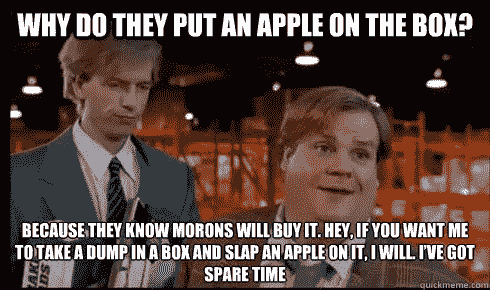 WHY DO THEY PUT AN APPLE ON THE BOX?
BECAUSE THEY KNOW MORONS WILL BUY IT. HEY, IF YOU WANT ME
TO TAKE A DUMP IN A BOX AND SLAP AN APPLE ON IT, I WILL. I'VE GOT
SPARE TIME
quickmeme.com